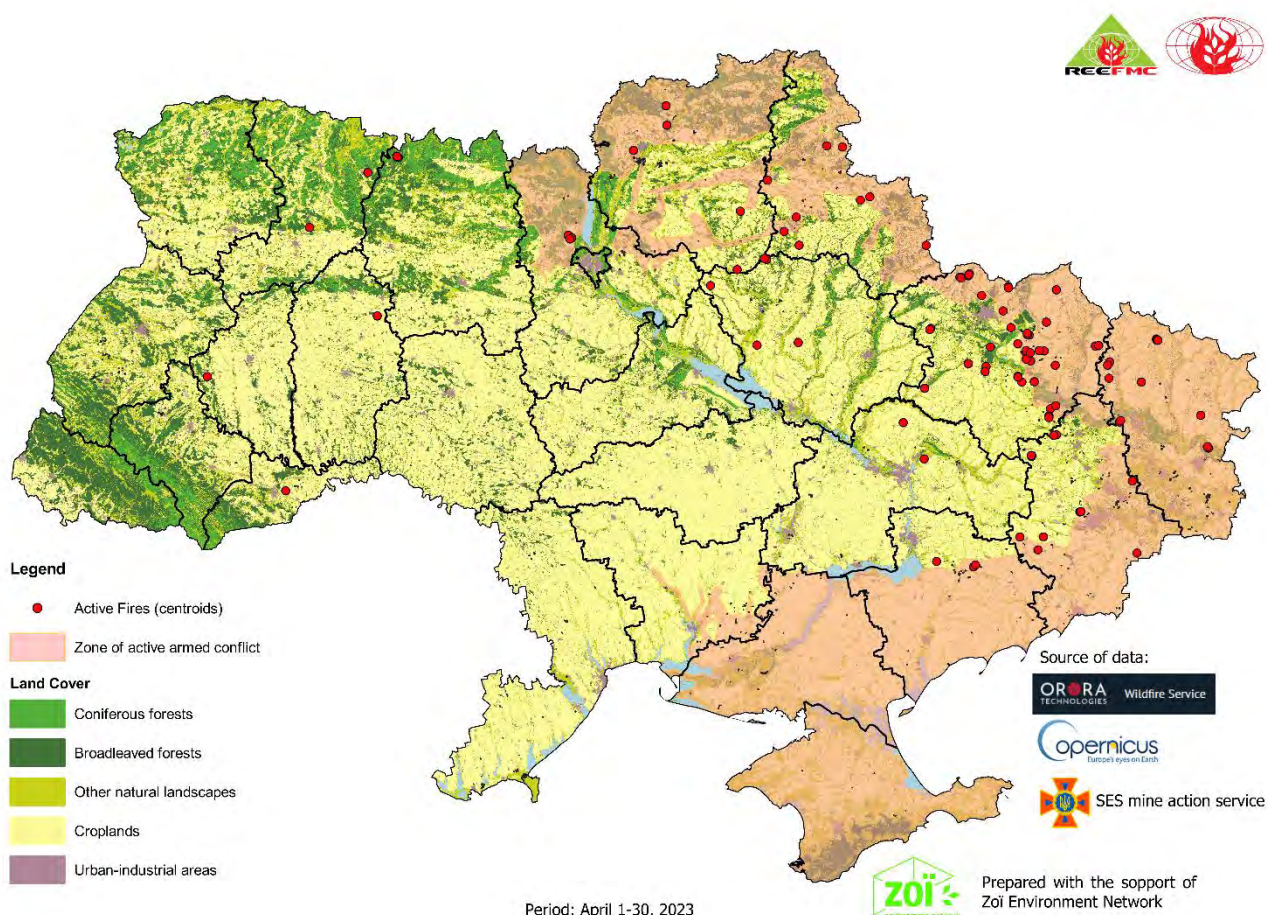 REEFMC
Legend
Active Fires (centroids)
Zone of active armed conflict
Land Cover
Coniferous forests
Broadleaved forests
Other natural landscapes
Croplands
Urban-industrial areas
Source of data:
ORORA
TECHNOLOGIES
Wildfire Service
opernicus
Europe's eyes on Earth
SES mine action service
zoï
Prepared with the sopport of
Zoï Environment Network
Period: April 1-30, 2023